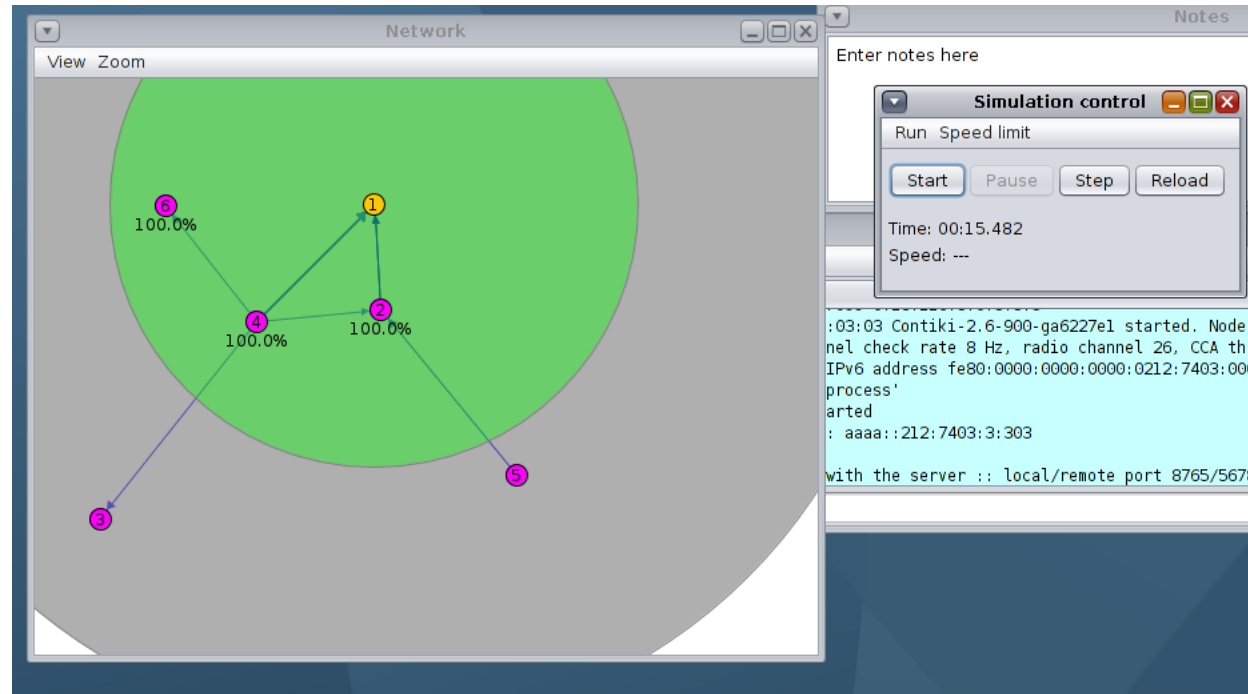 Network
View Zoom
6
100.0%
1
4
100.0%
2
100.0%
5
3
Notes
Enter notes here
Simulation control
Run Speed limit
Start Pause Step Reload
Time: 00:15.482
Speed: ---
:03:03 Contiki-2.6-900-ga6227e1 started. Node
nel check rate 8 Hz, radio channel 26, CCA th
IPv6 address fe80:0000:0000:0000:0212:7403:000
process'
arted
: aaaa::212:7403:3:303
with the server :: local/remote port 8765/5678